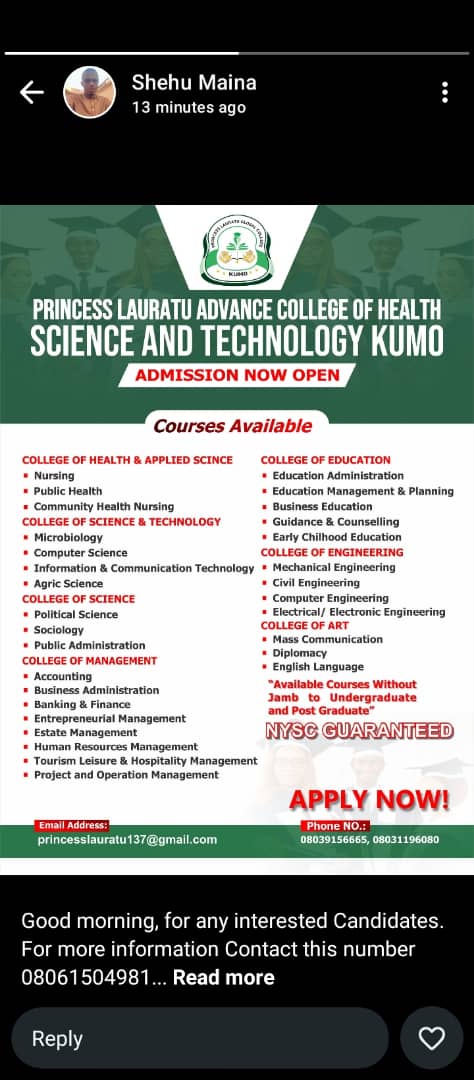 Shehu Maina
13 minutes ago
KUMO
PRINCESS LAURATU ADVANCE COLLEGE OF HEALTH
SCIENCE AND TECHNOLOGY KUMO
ADMISSION NOW OPEN
Courses Available
COLLEGE OF HEALTH & APPLIED SCINCE
Nursing
Public Health
Community Health Nursing
COLLEGE OF SCIENCE & TECHNOLOGY
Microbiology
Computer Science
Information & Communication Technology
Agric Science
COLLEGE OF SCIENCE
Political Science
Sociology
Public Administration
COLLEGE OF MANAGEMENT
Accounting
Business Administration
Banking & Finance
Entrepreneurial Management
Estate Management
Human Resources Management
Tourism Leisure & Hospitality Management
Project and Operation Management
COLLEGE OF EDUCATION
Education Administration
Education Management & Planning
Business Education
Guidance & Counselling
Early Chilhood Education
COLLEGE OF ENGINEERING
Mechanical Engineering
Civil Engineering
Computer Engineering
Electrical/ Electronic Engineering
COLLEGE OF ART
Mass Communication
Diplomacy
English Language
"Available Courses Without
Jamb to Undergraduate
and Post Graduate"
NYSC GUARANTEED
APPLY NOW!
Email Address:
princesslauratu137@gmail.com
Phone NO.:
08039156665, 08031196080
Good morning, for any interested Candidates.
For more information Contact this number
08061504981... Read more
Reply